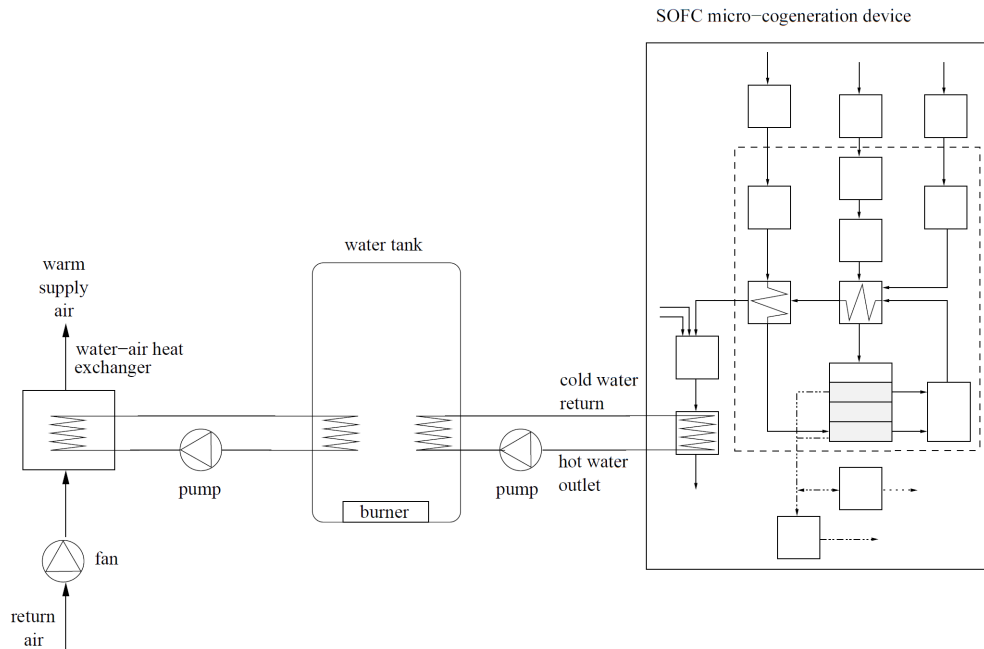 SOFC micro−cogeneration device
water tank
warm
supply
air
water−air heat
exchanger
cold water
return
pump
pump
hot water
outlet
burner
fan
return
air